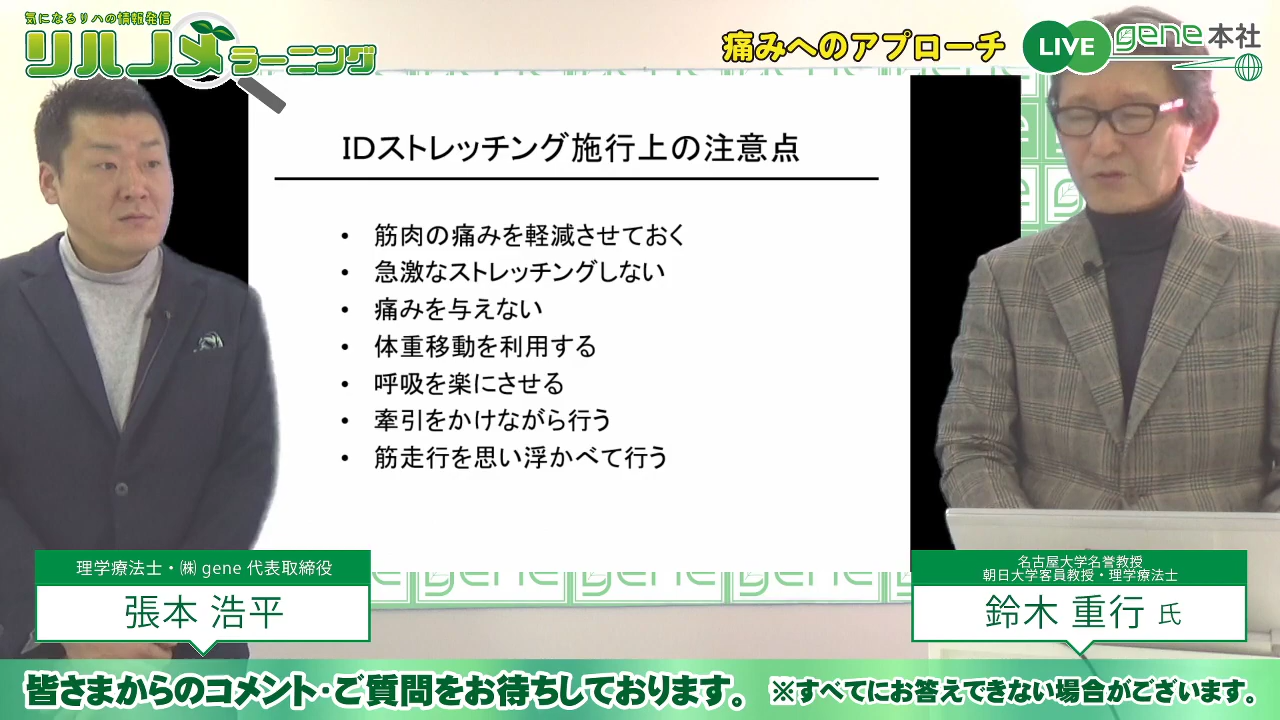 気になるリハの情報発信
リハノメラーニング
痛みへのアプローチ
LIVE
gene本社
IDストレッチング施行上の注意点
• 筋肉の痛みを軽減させておく
• 急激なストレッチングしない
• 痛みを与えない
• 体重移動を利用する
• 呼吸を楽にさせる
• 牽引をかけながら行う
• 筋走行を思い浮かべて行う
gene gene gene
理学療法士・㈱ gene 代表取締役
張本 浩平
名古屋大学名誉教授
朝日大学客員教授・理学療法士
鈴木 重行 氏
皆さまからのコメント・ご質問をお待ちしております。 ※すべてにお答えできない場合がございます。